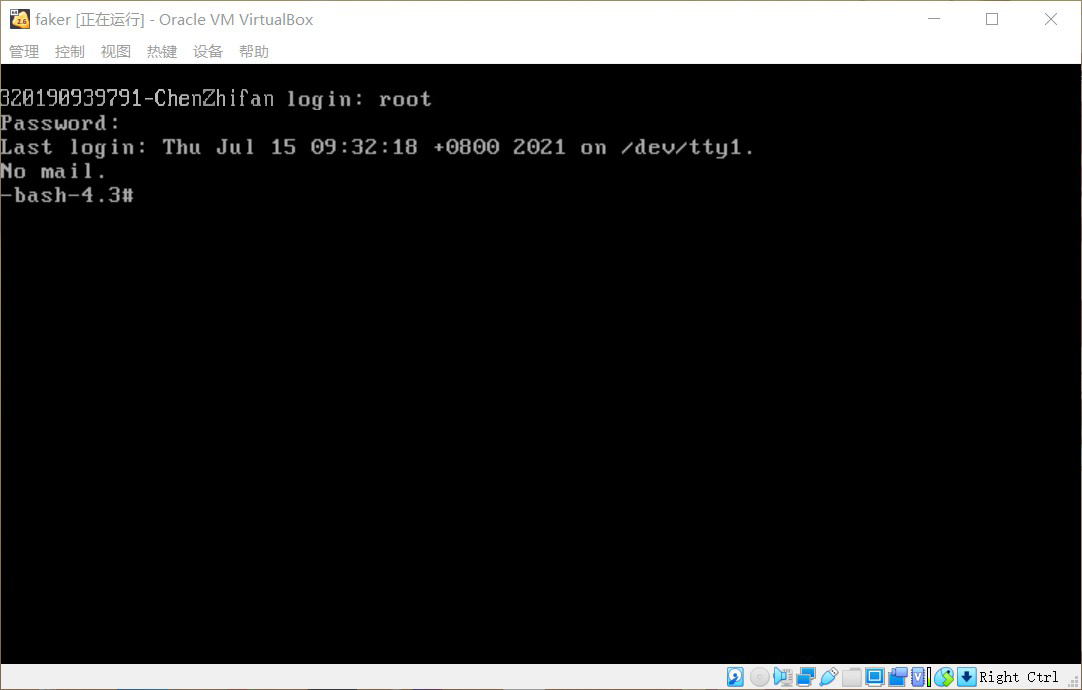 faker [正在运行] - Oracle VM VirtualBox
管理 控制 视图 热键 设备 帮助
320190939791-ChenZhifan login: root
Password:
Last login: Thu Jul 15 09:32:18 +0800 2021 on /dev/tty1.
No mail.
-bash-4.3#
Right Ctrl